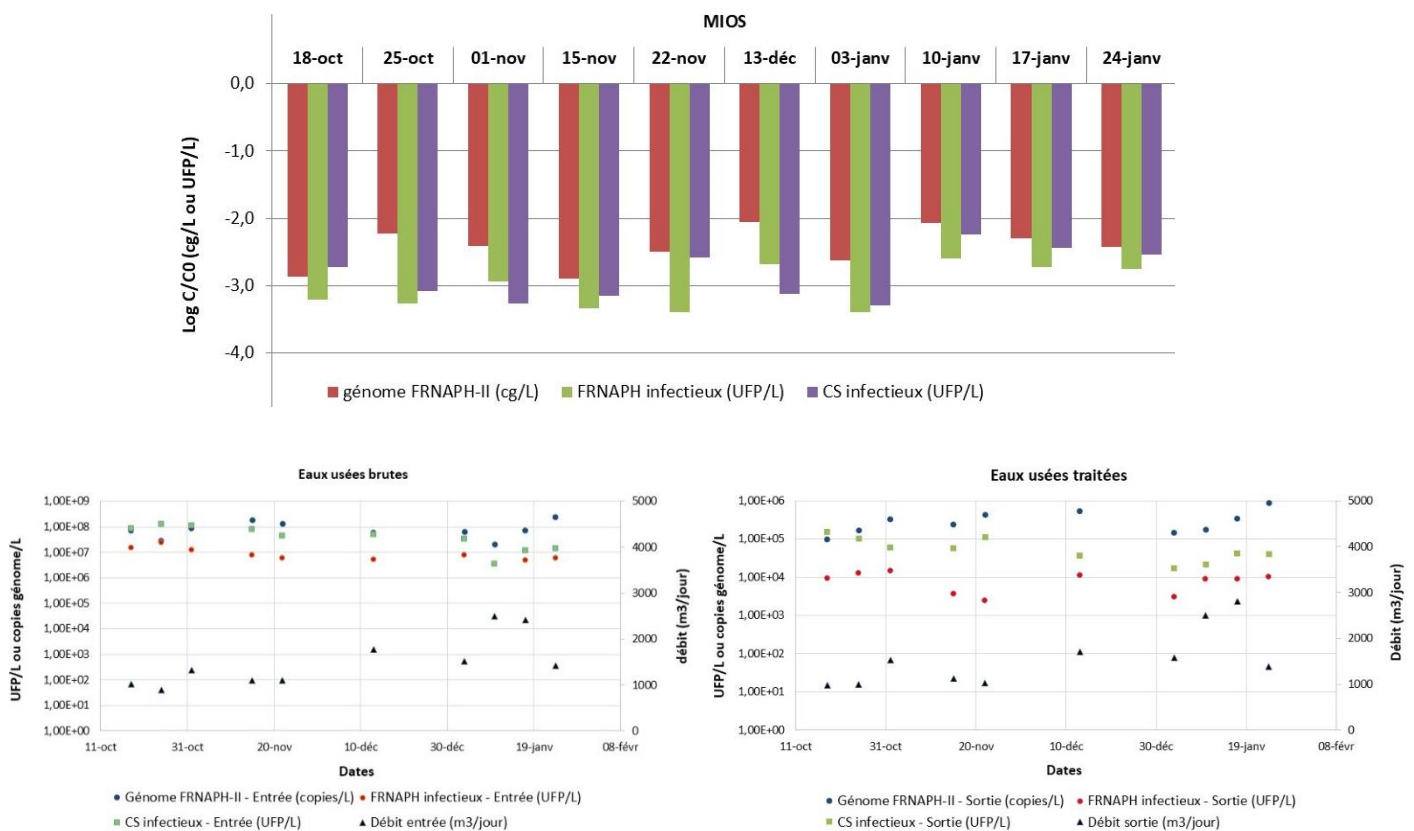 MIOS
18-oct 25-oct 01-nov 15-nov 22-nov 13-déc 03-janv 10-janv 17-janv 24-janv
0,0
-1,0
-2,0
-3,0
-4,0
Log C/C0 (cg/L ou UFP/L)
génome FRNAPH-II (cg/L) FRNAPH infectieux (UFP/L) CS infectieux (UFP/L)
Eaux usées brutes
UFP/L ou copies génome/L
1,00E+09
1,00E+08
1,00E+07
1,00E+06
1,00E+05
1,00E+04
1,00E+03
1,00E+02
1,00E+01
1,00E+00
5000
4000
3000
2000
1000
0
débit (m3/jour)
11-oct 31-oct 20-nov 10-déc 30-déc 19-janv 08-févr
Dates
Génome FRNAPH-II - Entrée (copies/L) FRNAPH infectieux - Entrée (UFP/L)
CS infectieux - Entrée (UFP/L) Débit entrée (m3/jour)
Eaux usées traitées
UFP/L ou copies génome/L
1,00E+06
1,00E+05
1,00E+04
1,00E+03
1,00E+02
1,00E+01
1,00E+00
5000
4000
3000
2000
1000
0
Débit (m3/jour)
11-oct 31-oct 20-nov 10-déc 30-déc 19-janv 08-févr
Dates
Génome FRNAPH-II - Sortie (copies/L) FRNAPH infectieux - Sortie (UFP/L)
CS infectieux - Sortie (UFP/L) Débit sortie (m3/jour)